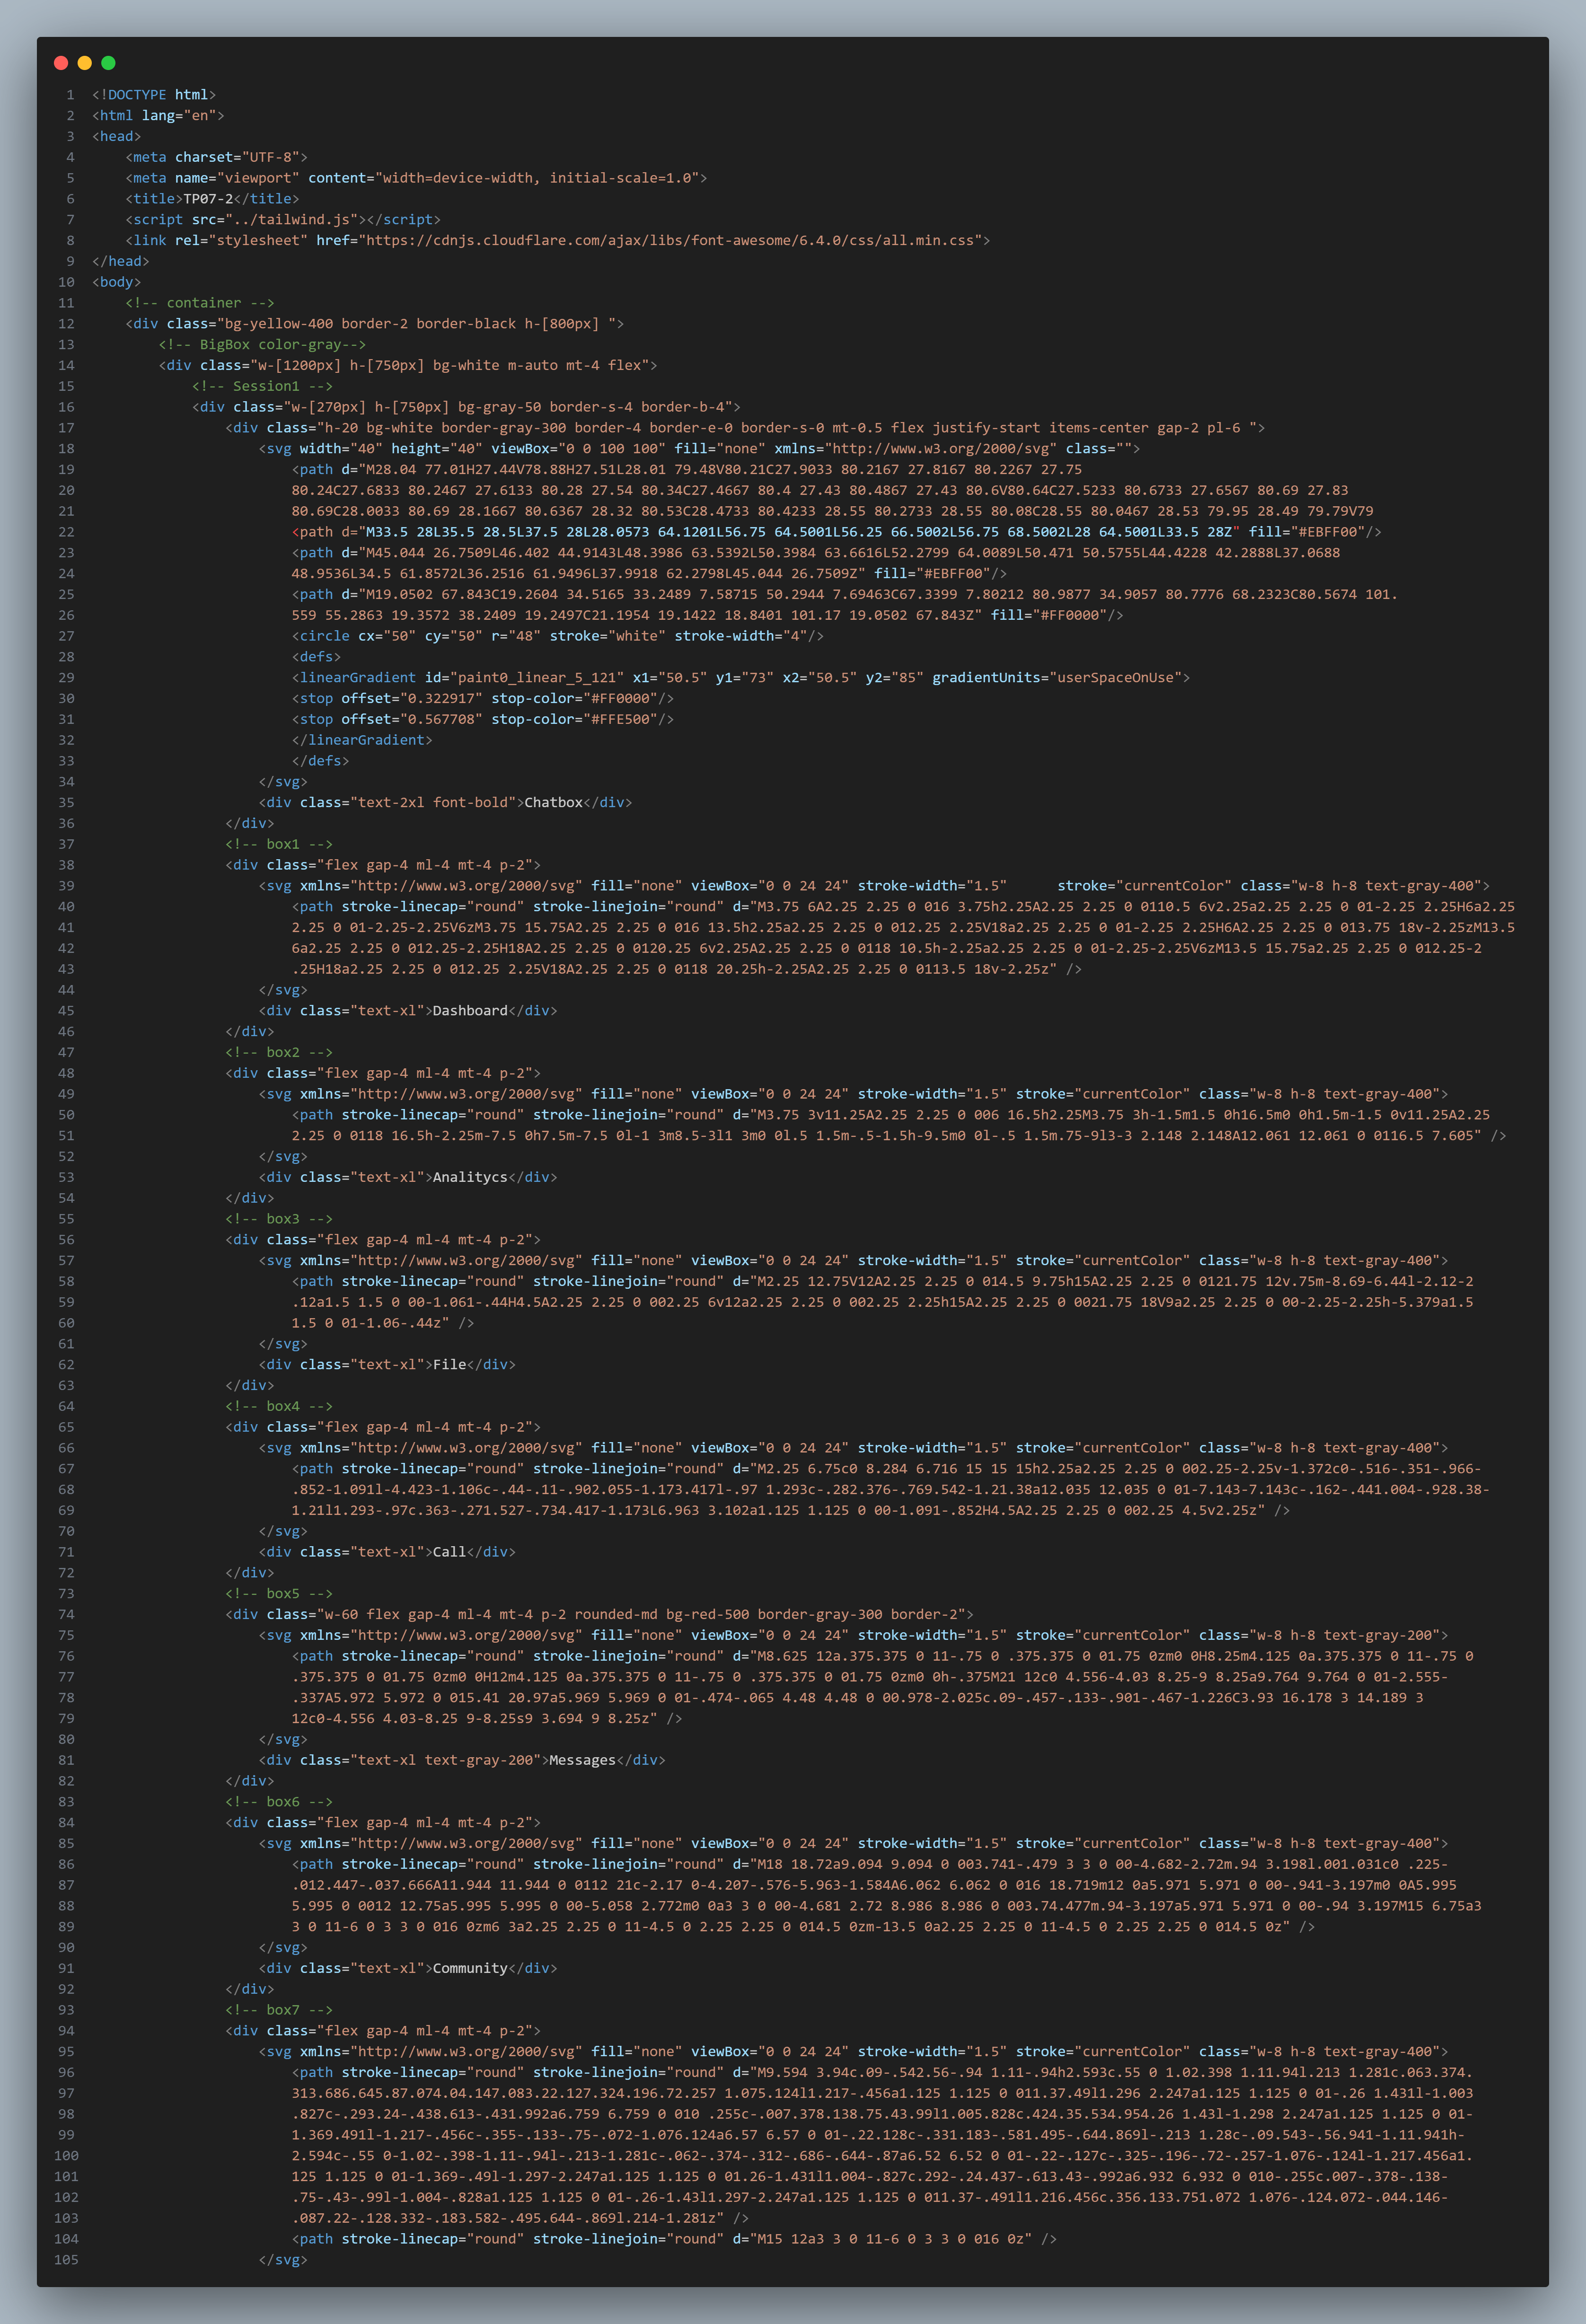 1 <!DOCTYPE html>
2 <html lang="en">
3 <head>
4     <meta charset="UTF-8">
5     <meta name="viewport" content="width=device-width, initial-scale=1.0">
6     <title>TP07-2</title>
7     <script src="../tailwind.js"></script>
8     <link rel="stylesheet" href="https://cdnjs.cloudflare.com/ajax/libs/font-awesome/6.4.0/css/all.min.css">
9 </head>
10 <body>
11     <!-- container -->
12     <div class="bg-yellow-400 border-2 border-black h-[800px] ">
13         <!-- BigBox color-gray-->
14         <div class="w-[1200px] h-[750px] bg-white m-auto mt-4 flex">
15             <!-- Session1 -->
16             <div class="w-[270px] h-[750px] bg-gray-50 border-s-4 border-b-4">
17                 <div class="h-20 bg-white border-gray-300 border-4 border-e-0 border-s-0 mt-0.5 flex justify-start items-center gap-2 pl-6 ">
18                     <svg width="40" height="40" viewBox="0 0 100 100" fill="none" xmlns="http://www.w3.org/2000/svg" class="">
19                         <path d="M28.04 77.01H27.44V78.88H27.51L28.01 79.48V80.21C27.9033 80.2167 27.8167 80.2267 27.75
20                         80.24C27.6833 80.2467 27.6133 80.28 27.54 80.34C27.4667 80.4 27.43 80.4867 27.43 80.6V80.64C27.5233 80.6733 27.6567 80.69 27.83
21                         80.69C28.0033 80.69 28.1667 80.6367 28.32 80.53C28.4733 80.4233 28.55 80.2733 28.55 80.08C28.55 80.0467 28.53 79.95 28.49 79.79V79
22                         <path d="M33.5 28L35.5 28.5L37.5 28L28.0573 64.1201L56.75 64.5001L56.25 66.5002L56.75 68.5002L28 64.5001L33.5 28Z" fill="#EBFF00"/>
23                         <path d="M45.044 26.7509L46.402 44.9143L48.3986 63.5392L50.3984 63.6616L52.2799 64.0089L50.471 50.5755L44.4228 42.2888L37.0688
24                         48.9536L34.5 61.8572L36.2516 61.9496L37.9918 62.2798L45.044 26.7509Z" fill="#EBFF00"/>
25                         <path d="M19.0502 67.843C19.2604 34.5165 33.2489 7.58715 50.2944 7.69463C67.3399 7.80212 80.9877 34.9057 80.7776 68.2323C80.5674 101.
26                         559 55.2863 19.3572 38.2409 19.2497C21.1954 19.1422 18.8401 101.17 19.0502 67.843Z" fill="#FF0000"/>
27                         <circle cx="50" cy="50" r="48" stroke="white" stroke-width="4"/>
28                         <defs>
29                         <linearGradient id="paint0_linear_5_121" x1="50.5" y1="73" x2="50.5" y2="85" gradientUnits="userSpaceOnUse">
30                         <stop offset="0.322917" stop-color="#FF0000"/>
31                         <stop offset="0.567708" stop-color="#FFE500"/>
32                         </linearGradient>
33                         </defs>
34                     </svg>
35                     <div class="text-2xl font-bold">Chatbox</div>
36                 </div>
37                 <!-- box1 -->
38                 <div class="flex gap-4 ml-4 mt-4 p-2">
39                     <svg xmlns="http://www.w3.org/2000/svg" fill="none" viewBox="0 0 24 24" stroke-width="1.5"      stroke="currentColor" class="w-8 h-8 text-gray-400">
40                         <path stroke-linecap="round" stroke-linejoin="round" d="M3.75 6A2.25 2.25 0 016 3.75h2.25A2.25 2.25 0 0110.5 6v2.25a2.25 2.25 0 01-2.25 2.25H6a2.25
41                         2.25 0 01-2.25-2.25V6zM3.75 15.75A2.25 2.25 0 016 13.5h2.25a2.25 2.25 0 012.25 2.25V18a2.25 2.25 0 01-2.25 2.25H6A2.25 2.25 0 013.75 18v-2.25zM13.5
42                         6a2.25 2.25 0 012.25-2.25H18A2.25 2.25 0 0120.25 6v2.25A2.25 2.25 0 0118 10.5h-2.25a2.25 2.25 0 01-2.25-2.25V6zM13.5 15.75a2.25 2.25 0 012.25-2
43                         .25H18a2.25 2.25 0 012.25 2.25V18A2.25 2.25 0 0118 20.25h-2.25A2.25 2.25 0 0113.5 18v-2.25z" />
44                     </svg>
45                     <div class="text-xl">Dashboard</div>
46                 </div>
47                 <!-- box2 -->
48                 <div class="flex gap-4 ml-4 mt-4 p-2">
49                     <svg xmlns="http://www.w3.org/2000/svg" fill="none" viewBox="0 0 24 24" stroke-width="1.5" stroke="currentColor" class="w-8 h-8 text-gray-400">
50                         <path stroke-linecap="round" stroke-linejoin="round" d="M3.75 3v11.25A2.25 2.25 0 006 16.5h2.25M3.75 3h-1.5m1.5 0h16.5m0 0h1.5m-1.5 0v11.25A2.25
51                         2.25 0 0118 16.5h-2.25m-7.5 0h7.5m-7.5 0l-1 3m8.5-3l1 3m0 0l.5 1.5m-.5-1.5h-9.5m0 0l-.5 1.5m.75-9l3-3 2.148 2.148A12.061 12.061 0 0116.5 7.605" />
52                     </svg>
53                     <div class="text-xl">Analitycs</div>
54                 </div>
55                 <!-- box3 -->
56                 <div class="flex gap-4 ml-4 mt-4 p-2">
57                     <svg xmlns="http://www.w3.org/2000/svg" fill="none" viewBox="0 0 24 24" stroke-width="1.5" stroke="currentColor" class="w-8 h-8 text-gray-400">
58                         <path stroke-linecap="round" stroke-linejoin="round" d="M2.25 12.75V12A2.25 2.25 0 014.5 9.75h15A2.25 2.25 0 0121.75 12v.75m-8.69-6.44l-2.12-2
59                         .12a1.5 1.5 0 00-1.061-.44H4.5A2.25 2.25 0 002.25 6v12a2.25 2.25 0 002.25 2.25h15A2.25 2.25 0 0021.75 18V9a2.25 2.25 0 00-2.25-2.25h-5.379a1.5
60                         1.5 0 01-1.06-.44z" />
61                     </svg>
62                     <div class="text-xl">File</div>
63                 </div>
64                 <!-- box4 -->
65                 <div class="flex gap-4 ml-4 mt-4 p-2">
66                     <svg xmlns="http://www.w3.org/2000/svg" fill="none" viewBox="0 0 24 24" stroke-width="1.5" stroke="currentColor" class="w-8 h-8 text-gray-400">
67                         <path stroke-linecap="round" stroke-linejoin="round" d="M2.25 6.75c0 8.284 6.716 15 15 15h2.25a2.25 2.25 0 002.25-2.25v-1.372c0-.516-.351-.966-
68                         .852-1.091l-4.423-1.106c-.44-.11-.902.055-1.173.417l-.97 1.293c-.282.376-.769.542-1.21.38a12.035 12.035 0 01-7.143-7.143c-.162-.441.004-.928.38-
69                         1.21l1.293-.97c.363-.271.527-.734.417-1.173L6.963 3.102a1.125 1.125 0 00-1.091-.852H4.5A2.25 2.25 0 002.25 4.5v2.25z" />
70                     </svg>
71                     <div class="text-xl">Call</div>
72                 </div>
73                 <!-- box5 -->
74                 <div class="w-60 flex gap-4 ml-4 mt-4 p-2 rounded-md bg-red-500 border-gray-300 border-2">
75                     <svg xmlns="http://www.w3.org/2000/svg" fill="none" viewBox="0 0 24 24" stroke-width="1.5" stroke="currentColor" class="w-8 h-8 text-gray-200">
76                         <path stroke-linecap="round" stroke-linejoin="round" d="M8.625 12a.375.375 0 11-.75 0 .375.375 0 01.75 0zm0 0H8.25m4.125 0a.375.375 0 11-.75 0
77                         .375.375 0 01.75 0zm0 0H12m4.125 0a.375.375 0 11-.75 0 .375.375 0 01.75 0zm0 0h-.375M21 12c0 4.556-4.03 8.25-9 8.25a9.764 9.764 0 01-2.555-
78                         .337A5.972 5.972 0 015.41 20.97a5.969 5.969 0 01-.474-.065 4.48 4.48 0 00.978-2.025c.09-.457-.133-.901-.467-1.226C3.93 16.178 3 14.189 3
79                         12c0-4.556 4.03-8.25 9-8.25s9 3.694 9 8.25z" />
80                     </svg>
81                     <div class="text-xl text-gray-200">Messages</div>
82                 </div>
83                 <!-- box6 -->
84                 <div class="flex gap-4 ml-4 mt-4 p-2">
85                     <svg xmlns="http://www.w3.org/2000/svg" fill="none" viewBox="0 0 24 24" stroke-width="1.5" stroke="currentColor" class="w-8 h-8 text-gray-400">
86                         <path stroke-linecap="round" stroke-linejoin="round" d="M18 18.72a9.094 9.094 0 003.741-.479 3 3 0 00-4.682-2.72m.94 3.198l.001.031c0 .225-
87                         .012.447-.037.666A11.944 11.944 0 0112 21c-2.17 0-4.207-.576-5.963-1.584A6.062 6.062 0 016 18.719m12 0a5.971 5.971 0 00-.941-3.197m0 0A5.995
88                         5.995 0 0012 12.75a5.995 5.995 0 00-5.058 2.772m0 0a3 3 0 00-4.681 2.72 8.986 8.986 0 003.74.477m.94-3.197a5.971 5.971 0 00-.94 3.197M15 6.75a3
89                         3 0 11-6 0 3 3 0 016 0zm6 3a2.25 2.25 0 11-4.5 0 2.25 2.25 0 014.5 0zm-13.5 0a2.25 2.25 0 11-4.5 0 2.25 2.25 0 014.5 0z" />
90                     </svg>
91                     <div class="text-xl">Community</div>
92                 </div>
93                 <!-- box7 -->
94                 <div class="flex gap-4 ml-4 mt-4 p-2">
95                     <svg xmlns="http://www.w3.org/2000/svg" fill="none" viewBox="0 0 24 24" stroke-width="1.5" stroke="currentColor" class="w-8 h-8 text-gray-400">
96                         <path stroke-linecap="round" stroke-linejoin="round" d="M9.594 3.94c.09-.542.56-.94 1.11-.94h2.593c.55 0 1.02.398 1.11.94l.213 1.281c.063.374.
97                         313.686.645.87.074.04.147.083.22.127.324.196.72.257 1.075.124l1.217-.456a1.125 1.125 0 011.37.49l1.296 2.247a1.125 1.125 0 01-.26 1.431l-1.003
98                         .827c-.293.24-.438.613-.431.992a6.759 6.759 0 010 .255c-.007.378.138.75.43.99l1.005.828c.424.35.534.954.26 1.43l-1.298 2.247a1.125 1.125 0 01-
99                         1.369.491l-1.217-.456c-.355-.133-.75-.072-1.076.124a6.57 6.57 0 01-.22.128c-.331.183-.581.495-.644.869l-.213 1.28c-.09.543-.56.941-1.11.941h-
100                         2.594c-.55 0-1.02-.398-1.11-.94l-.213-1.281c-.062-.374-.312-.686-.644-.87a6.52 6.52 0 01-.22-.127c-.325-.196-.72-.257-1.076-.124l-1.217.456a1.
101                         125 1.125 0 01-1.369-.49l-1.297-2.247a1.125 1.125 0 01.26-1.431l1.004-.827c.292-.24.437-.613.43-.992a6.932 6.932 0 010-.255c.007-.378-.138-
102                         .75-.43-.99l-1.004-.828a1.125 1.125 0 01-.26-1.43l1.297-2.247a1.125 1.125 0 011.37-.491l1.216.456c.356.133.751.072 1.076-.124.072-.044.146-
103                         .087.22-.128.332-.183.582-.495.644-.869l.214-1.281z" />
104                         <path stroke-linecap="round" stroke-linejoin="round" d="M15 12a3 3 0 11-6 0 3 3 0 016 0z" />
105                     </svg>